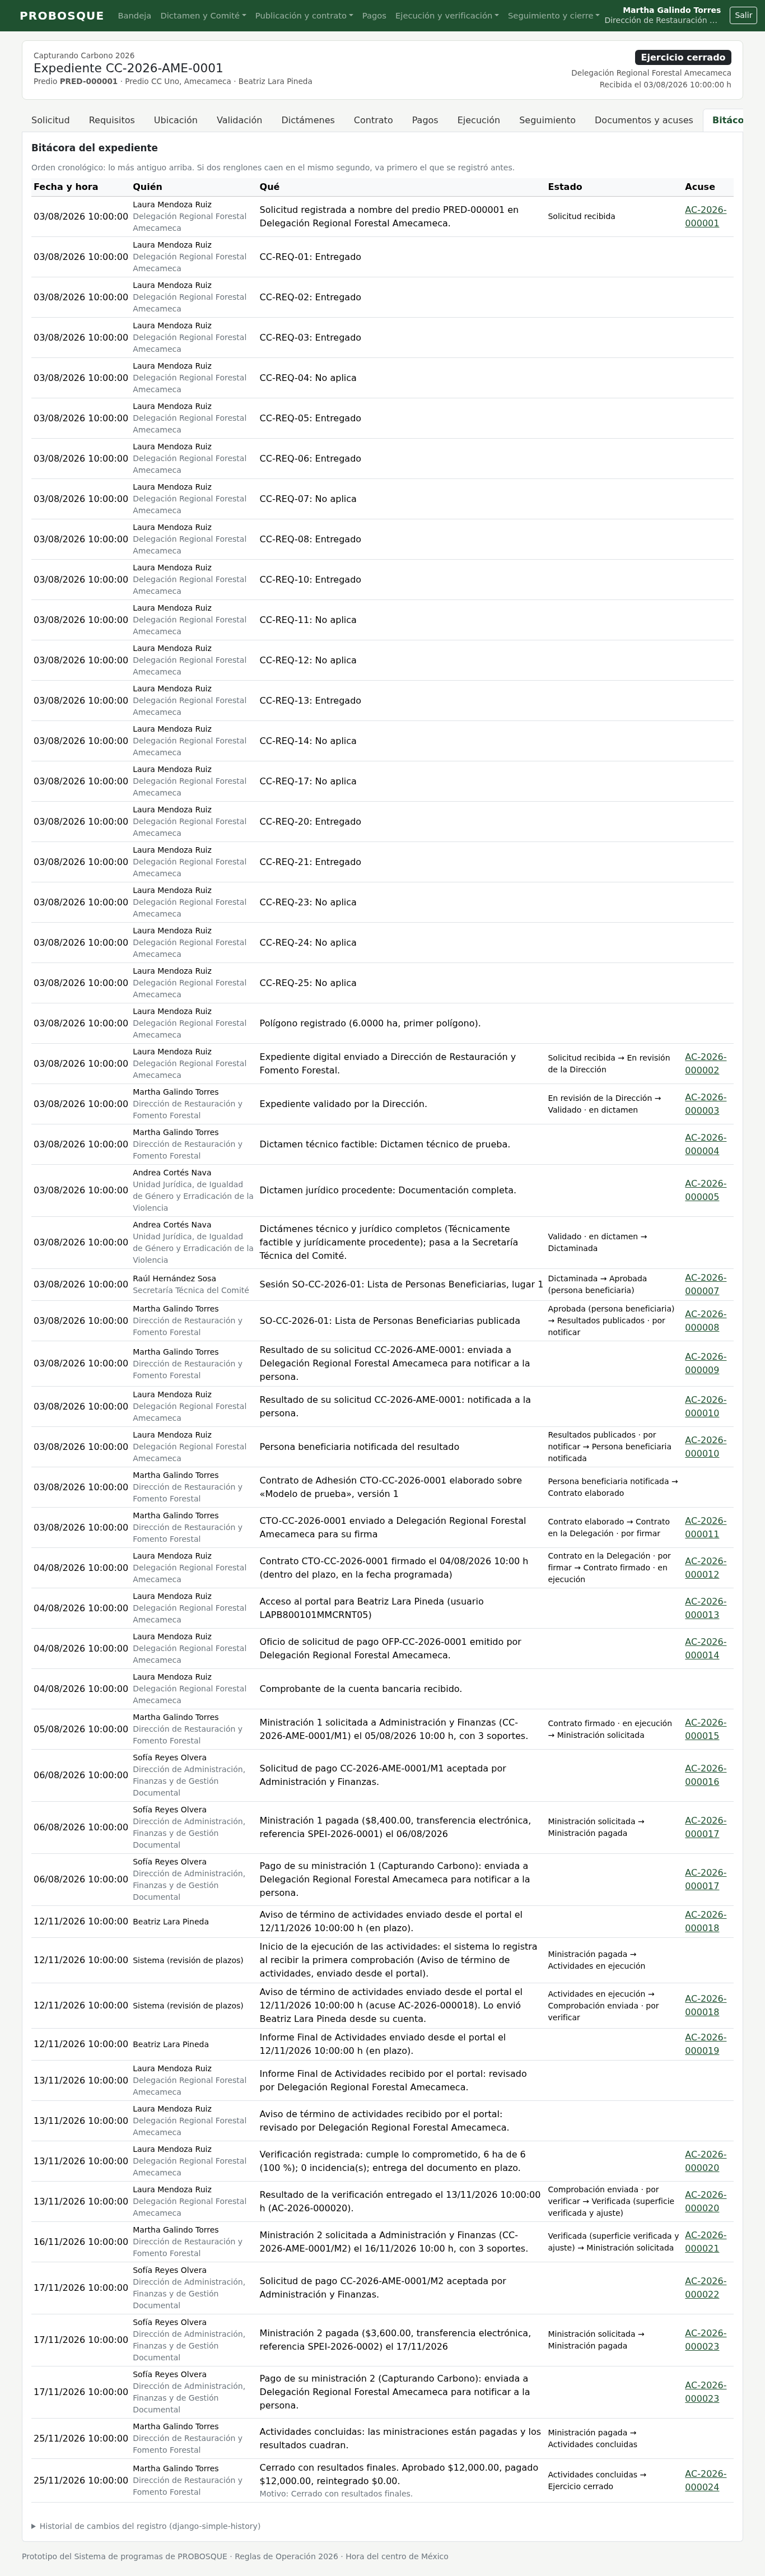 PROBOSQUE Bandeja Dictamen y Comité Publicación y contrato Pagos Ejecución y verificación Seguimiento y cierre Martha Galindo Torres Salir
Dirección de Restauración ...
Capturando Carbono 2026
Expediente CC-2026-AME-0001
Predio PRED-000001 · Predio CC Uno, Amecameca · Beatriz Lara Pineda
Ejercicio cerrado
Delegación Regional Forestal Amecameca
Recibida el 03/08/2026 10:00:00 h
Solicitud Requisitos Ubicación Validación Dictámenes Contrato Pagos Ejecución Seguimiento Documentos y acuses Bitáco
Bitácora del expediente
Orden cronológico: lo más antiguo arriba. Si dos renglones caen en el mismo segundo, va primero el que se registró antes.
Fecha y hora Quién Qué Estado Acuse
03/08/2026 10:00:00 Laura Mendoza Ruiz Delegación Regional Forestal Amecameca Solicitud registrada a nombre del predio PRED-000001 en Delegación Regional Forestal Amecameca. Solicitud recibida AC-2026-000001
03/08/2026 10:00:00 Laura Mendoza Ruiz Delegación Regional Forestal Amecameca CC-REQ-01: Entregado
03/08/2026 10:00:00 Laura Mendoza Ruiz Delegación Regional Forestal Amecameca CC-REQ-02: Entregado
03/08/2026 10:00:00 Laura Mendoza Ruiz Delegación Regional Forestal Amecameca CC-REQ-03: Entregado
03/08/2026 10:00:00 Laura Mendoza Ruiz Delegación Regional Forestal Amecameca CC-REQ-04: No aplica
03/08/2026 10:00:00 Laura Mendoza Ruiz Delegación Regional Forestal Amecameca CC-REQ-05: Entregado
03/08/2026 10:00:00 Laura Mendoza Ruiz Delegación Regional Forestal Amecameca CC-REQ-06: Entregado
03/08/2026 10:00:00 Laura Mendoza Ruiz Delegación Regional Forestal Amecameca CC-REQ-07: No aplica
03/08/2026 10:00:00 Laura Mendoza Ruiz Delegación Regional Forestal Amecameca CC-REQ-08: Entregado
03/08/2026 10:00:00 Laura Mendoza Ruiz Delegación Regional Forestal Amecameca CC-REQ-10: Entregado
03/08/2026 10:00:00 Laura Mendoza Ruiz Delegación Regional Forestal Amecameca CC-REQ-11: No aplica
03/08/2026 10:00:00 Laura Mendoza Ruiz Delegación Regional Forestal Amecameca CC-REQ-12: No aplica
03/08/2026 10:00:00 Laura Mendoza Ruiz Delegación Regional Forestal Amecameca CC-REQ-13: Entregado
03/08/2026 10:00:00 Laura Mendoza Ruiz Delegación Regional Forestal Amecameca CC-REQ-14: No aplica
03/08/2026 10:00:00 Laura Mendoza Ruiz Delegación Regional Forestal Amecameca CC-REQ-17: No aplica
03/08/2026 10:00:00 Laura Mendoza Ruiz Delegación Regional Forestal Amecameca CC-REQ-20: Entregado
03/08/2026 10:00:00 Laura Mendoza Ruiz Delegación Regional Forestal Amecameca CC-REQ-21: Entregado
03/08/2026 10:00:00 Laura Mendoza Ruiz Delegación Regional Forestal Amecameca CC-REQ-23: No aplica
03/08/2026 10:00:00 Laura Mendoza Ruiz Delegación Regional Forestal Amecameca CC-REQ-24: No aplica
03/08/2026 10:00:00 Laura Mendoza Ruiz Delegación Regional Forestal Amecameca CC-REQ-25: No aplica
03/08/2026 10:00:00 Laura Mendoza Ruiz Delegación Regional Forestal Amecameca Polígono registrado (6.0000 ha, primer polígono).
03/08/2026 10:00:00 Laura Mendoza Ruiz Delegación Regional Forestal Amecameca Expediente digital enviado a Dirección de Restauración y Fomento Forestal. Solicitud recibida → En revisión de la Dirección AC-2026-000002
03/08/2026 10:00:00 Martha Galindo Torres Dirección de Restauración y Fomento Forestal Expediente validado por la Dirección. En revisión de la Dirección → Validado · en dictamen AC-2026-000003
03/08/2026 10:00:00 Martha Galindo Torres Dirección de Restauración y Fomento Forestal Dictamen técnico factible: Dictamen técnico de prueba. AC-2026-000004
03/08/2026 10:00:00 Andrea Cortés Nava Unidad Jurídica, de Igualdad de Género y Erradicación de la Violencia Dictamen jurídico procedente: Documentación completa. AC-2026-000005
03/08/2026 10:00:00 Andrea Cortés Nava Unidad Jurídica, de Igualdad de Género y Erradicación de la Violencia Dictámenes técnico y jurídico completos (Técnicamente factible y jurídicamente procedente); pasa a la Secretaría Técnica del Comité. Validado · en dictamen → Dictaminada
03/08/2026 10:00:00 Raúl Hernández Sosa Secretaría Técnica del Comité Sesión SO-CC-2026-01: Lista de Personas Beneficiarias, lugar 1 Dictaminada → Aprobada (persona beneficiaria) AC-2026-000007
03/08/2026 10:00:00 Martha Galindo Torres Dirección de Restauración y Fomento Forestal SO-CC-2026-01: Lista de Personas Beneficiarias publicada Aprobada (persona beneficiaria) → Resultados publicados · por notificar AC-2026-000008
03/08/2026 10:00:00 Martha Galindo Torres Dirección de Restauración y Fomento Forestal Resultado de su solicitud CC-2026-AME-0001: enviada a Delegación Regional Forestal Amecameca para notificar a la persona. AC-2026-000009
03/08/2026 10:00:00 Laura Mendoza Ruiz Delegación Regional Forestal Amecameca Resultado de su solicitud CC-2026-AME-0001: notificada a la persona. AC-2026-000010
03/08/2026 10:00:00 Laura Mendoza Ruiz Delegación Regional Forestal Amecameca Persona beneficiaria notificada del resultado Resultados publicados · por notificar → Persona beneficiaria notificada AC-2026-000010
03/08/2026 10:00:00 Martha Galindo Torres Dirección de Restauración y Fomento Forestal Contrato de Adhesión CTO-CC-2026-0001 elaborado sobre «Modelo de prueba», versión 1 Persona beneficiaria notificada → Contrato elaborado
03/08/2026 10:00:00 Martha Galindo Torres Dirección de Restauración y Fomento Forestal CTO-CC-2026-0001 enviado a Delegación Regional Forestal Amecameca para su firma Contrato elaborado → Contrato en la Delegación · por firmar AC-2026-000011
04/08/2026 10:00:00 Laura Mendoza Ruiz Delegación Regional Forestal Amecameca Contrato CTO-CC-2026-0001 firmado el 04/08/2026 10:00 h (dentro del plazo, en la fecha programada) Contrato en la Delegación · por firmar → Contrato firmado · en ejecución AC-2026-000012
04/08/2026 10:00:00 Laura Mendoza Ruiz Delegación Regional Forestal Amecameca Acceso al portal para Beatriz Lara Pineda (usuario LAPB800101MMCRNT05) AC-2026-000013
04/08/2026 10:00:00 Laura Mendoza Ruiz Delegación Regional Forestal Amecameca Oficio de solicitud de pago OFP-CC-2026-0001 emitido por Delegación Regional Forestal Amecameca. AC-2026-000014
04/08/2026 10:00:00 Laura Mendoza Ruiz Delegación Regional Forestal Amecameca Comprobante de la cuenta bancaria recibido.
05/08/2026 10:00:00 Martha Galindo Torres Dirección de Restauración y Fomento Forestal Ministración 1 solicitada a Administración y Finanzas (CC-2026-AME-0001/M1) el 05/08/2026 10:00 h, con 3 soportes. Contrato firmado · en ejecución → Ministración solicitada AC-2026-000015
06/08/2026 10:00:00 Sofía Reyes Olvera Dirección de Administración, Finanzas y de Gestión Documental Solicitud de pago CC-2026-AME-0001/M1 aceptada por Administración y Finanzas. AC-2026-000016
06/08/2026 10:00:00 Sofía Reyes Olvera Dirección de Administración, Finanzas y de Gestión Documental Ministración 1 pagada ($8,400.00, transferencia electrónica, referencia SPEI-2026-0001) el 06/08/2026 Ministración solicitada → Ministración pagada AC-2026-000017
06/08/2026 10:00:00 Sofía Reyes Olvera Dirección de Administración, Finanzas y de Gestión Documental Pago de su ministración 1 (Capturando Carbono): enviada a Delegación Regional Forestal Amecameca para notificar a la persona. AC-2026-000017
12/11/2026 10:00:00 Beatriz Lara Pineda Aviso de término de actividades enviado desde el portal el 12/11/2026 10:00:00 h (en plazo). AC-2026-000018
12/11/2026 10:00:00 Sistema (revisión de plazos) Inicio de la ejecución de las actividades: el sistema lo registra al recibir la primera comprobación (Aviso de término de actividades, enviado desde el portal). Ministración pagada → Actividades en ejecución
12/11/2026 10:00:00 Sistema (revisión de plazos) Aviso de término de actividades enviado desde el portal el 12/11/2026 10:00:00 h (acuse AC-2026-000018). Lo envió Beatriz Lara Pineda desde su cuenta. Actividades en ejecución → Comprobación enviada · por verificar AC-2026-000018
12/11/2026 10:00:00 Beatriz Lara Pineda Informe Final de Actividades enviado desde el portal el 12/11/2026 10:00:00 h (en plazo). AC-2026-000019
13/11/2026 10:00:00 Laura Mendoza Ruiz Delegación Regional Forestal Amecameca Informe Final de Actividades recibido por el portal: revisado por Delegación Regional Forestal Amecameca.
13/11/2026 10:00:00 Laura Mendoza Ruiz Delegación Regional Forestal Amecameca Aviso de término de actividades recibido por el portal: revisado por Delegación Regional Forestal Amecameca.
13/11/2026 10:00:00 Laura Mendoza Ruiz Delegación Regional Forestal Amecameca Verificación registrada: cumple lo comprometido, 6 ha de 6 (100 %); 0 incidencia(s); entrega del documento en plazo. AC-2026-000020
13/11/2026 10:00:00 Laura Mendoza Ruiz Delegación Regional Forestal Amecameca Resultado de la verificación entregado el 13/11/2026 10:00:00 h (AC-2026-000020). Comprobación enviada · por verificar → Verificada (superficie verificada y ajuste) AC-2026-000020
16/11/2026 10:00:00 Martha Galindo Torres Dirección de Restauración y Fomento Forestal Ministración 2 solicitada a Administración y Finanzas (CC-2026-AME-0001/M2) el 16/11/2026 10:00 h, con 3 soportes. Verificada (superficie verificada y ajuste) → Ministración solicitada AC-2026-000021
17/11/2026 10:00:00 Sofía Reyes Olvera Dirección de Administración, Finanzas y de Gestión Documental Solicitud de pago CC-2026-AME-0001/M2 aceptada por Administración y Finanzas. AC-2026-000022
17/11/2026 10:00:00 Sofía Reyes Olvera Dirección de Administración, Finanzas y de Gestión Documental Ministración 2 pagada ($3,600.00, transferencia electrónica, referencia SPEI-2026-0002) el 17/11/2026 Ministración solicitada → Ministración pagada AC-2026-000023
17/11/2026 10:00:00 Sofía Reyes Olvera Dirección de Administración, Finanzas y de Gestión Documental Pago de su ministración 2 (Capturando Carbono): enviada a Delegación Regional Forestal Amecameca para notificar a la persona. AC-2026-000023
25/11/2026 10:00:00 Martha Galindo Torres Dirección de Restauración y Fomento Forestal Actividades concluidas: las ministraciones están pagadas y los resultados cuadran. Ministración pagada → Actividades concluidas
25/11/2026 10:00:00 Martha Galindo Torres Dirección de Restauración y Fomento Forestal Cerrado con resultados finales. Aprobado $12,000.00, pagado $12,000.00, reintegrado $0.00. Motivo: Cerrado con resultados finales. Actividades concluidas → Ejercicio cerrado AC-2026-000024
Historial de cambios del registro (django-simple-history)
Prototipo del Sistema de programas de PROBOSQUE · Reglas de Operación 2026 · Hora del centro de México